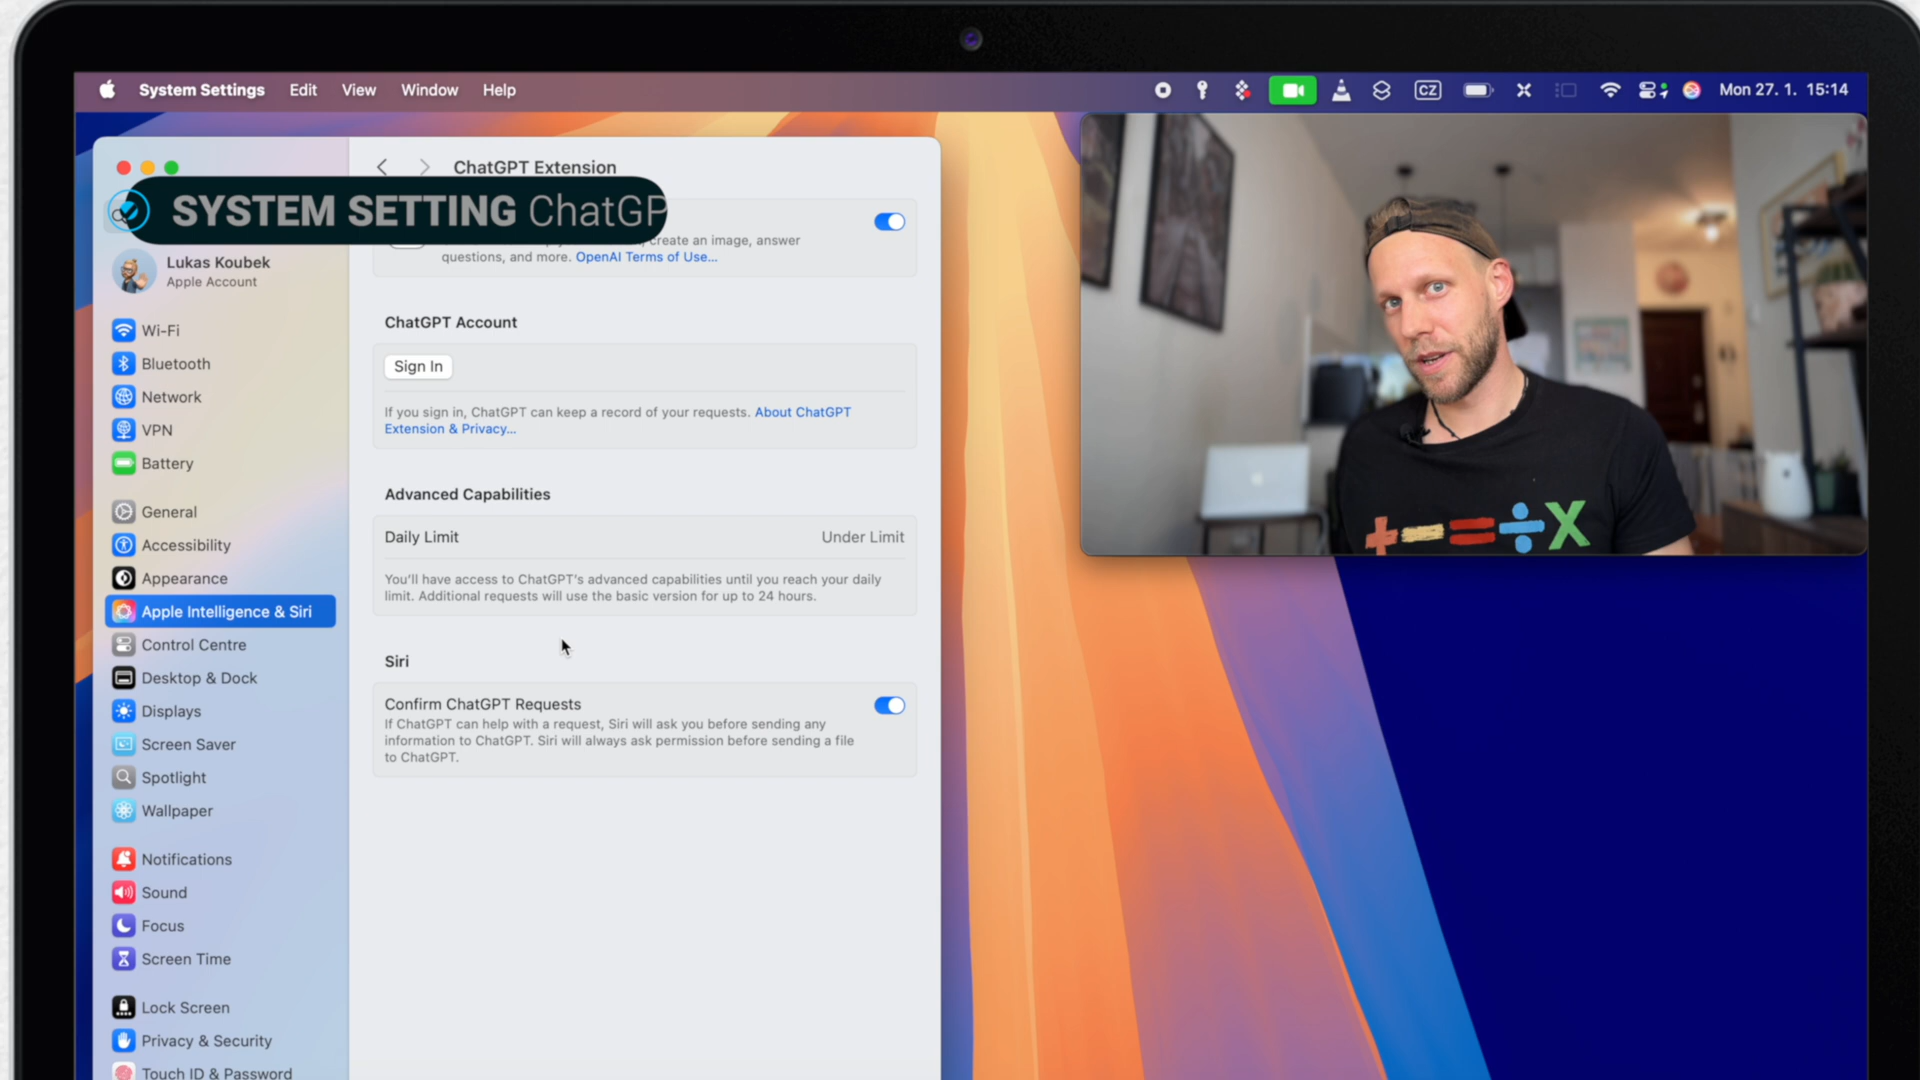 System Settings Edit View Window Help
CZ
Mon 27. 1. 15:14
ChatGPT Extension
SYSTEM SETTING ChatGP
create an image, answer
questions, and more. OpenAI Terms of Use...
Lukas Koubek
Apple Account
Wi-Fi
Bluetooth
Network
VPN
Battery
General
Accessibility
Appearance
Apple Intelligence & Siri
Control Centre
Desktop & Dock
Displays
Screen Saver
Spotlight
Wallpaper
Notifications
Sound
Focus
Screen Time
Lock Screen
Privacy & Security
Touch ID & Password
ChatGPT Account
Sign In
If you sign in, ChatGPT can keep a record of your requests. About ChatGPT
Extension & Privacy...
Advanced Capabilities
Daily Limit Under Limit
You'll have access to ChatGPT's advanced capabilities until you reach your daily
limit. Additional requests will use the basic version for up to 24 hours.
Siri
Confirm ChatGPT Requests
If ChatGPT can help with a request, Siri will ask you before sending any
information to ChatGPT. Siri will always ask permission before sending a file
to ChatGPT.
+ = = ÷ X